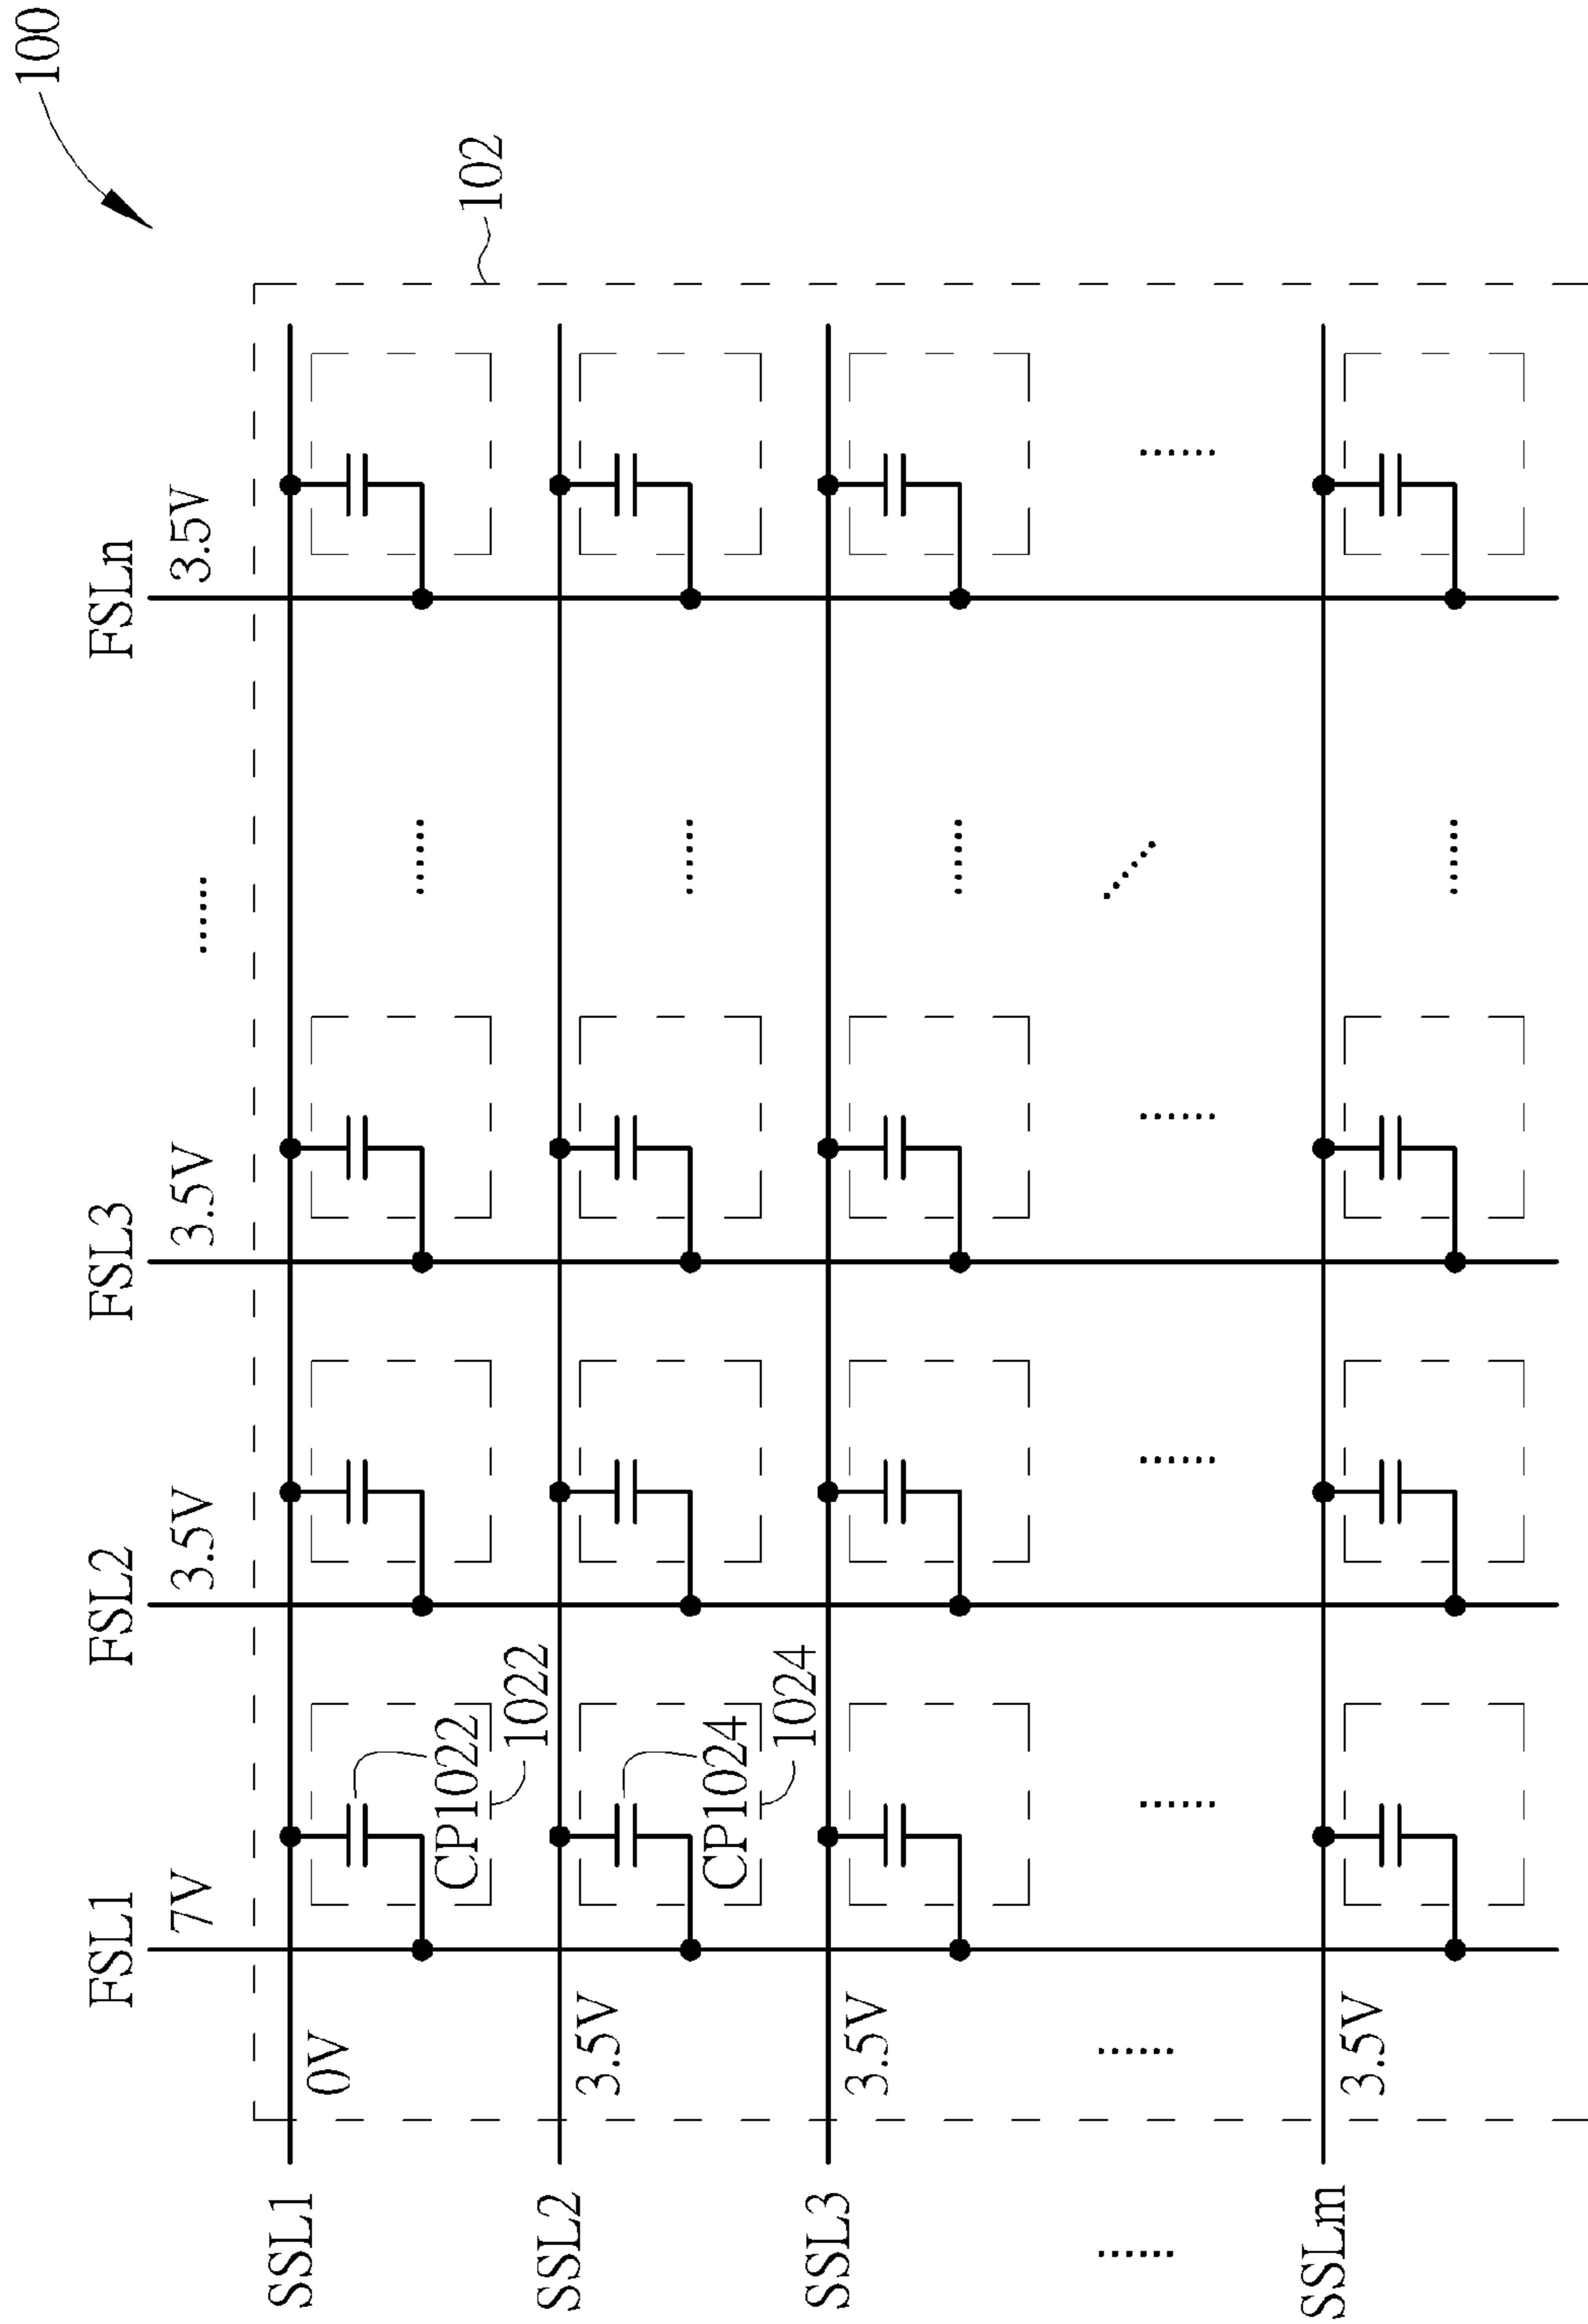 100
102
FSL1 FSL2 FSL3 ...... FSLn
7V 3.5V 3.5V 3.5V
SSL1 0V
CP1022
1022
SSL2 3.5V
CP1024
1024
SSL3 3.5V
...... ......
SSLm 3.5V